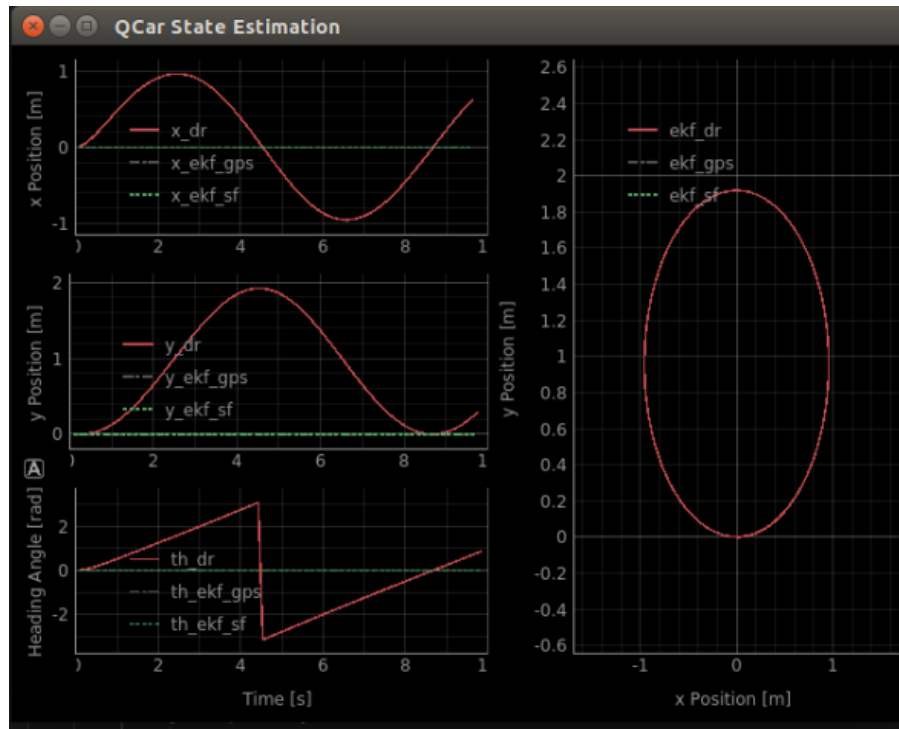 QCar State Estimation
x Position [m]
1
0
-1
x_dr
x_ekf_gps
x_ekf_sf
2
4
6
8
1
y Position [m]
2
1
0
y_dr
y_ekf_gps
y_ekf_sf
2
4
6
8
1
A
Heading Angle [rad]
2
0
-2
th_dr
th_ekf_gps
th_ekf_sf
2
4
6
8
1
Time [s]
y Position [m]
2.6
2.4
2.2
2
1.8
1.6
1.4
1.2
1
0.8
0.6
0.4
0.2
0
-0.2
-0.4
-0.6
ekf_dr
ekf_gps
ekf_sf
-1
0
1
x Position [m]